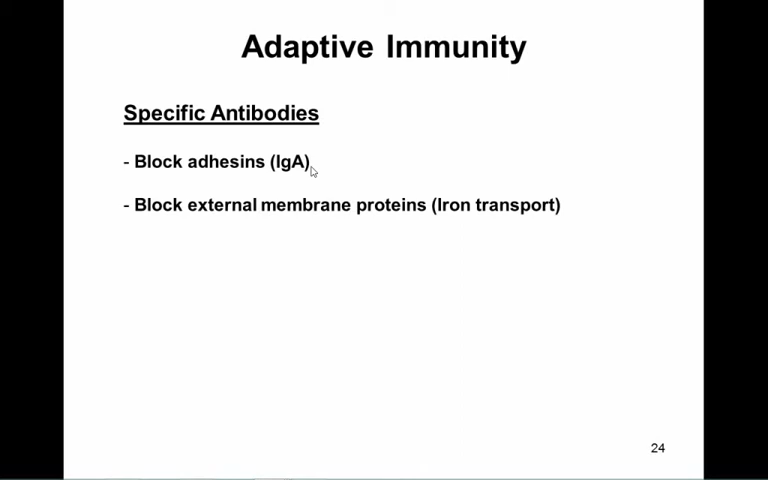 Adaptive Immunity
Specific Antibodies
- Block adhesins (IgA)
- Block external membrane proteins (Iron transport)
24